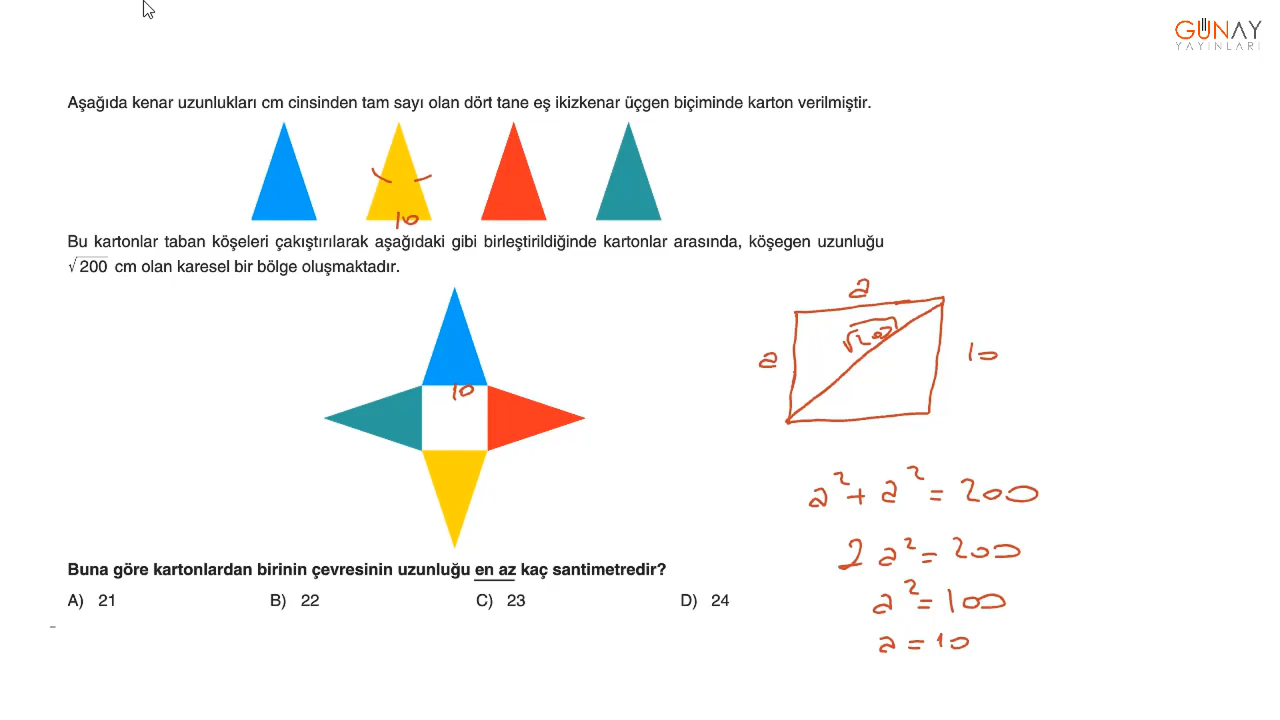 GÜNAY
YAYINLARI
Aşağıda kenar uzunlukları cm cinsinden tam sayı olan dört tane eş ikizkenar üçgen biçiminde karton verilmiştir.
10
Bu kartonlar taban köşeleri çakıştırılarak aşağıdaki gibi birleştirildiğinde kartonlar arasında, köşegen uzunluğu
√200 cm olan karesel bir bölge oluşmaktadır.
10
a
√200
a
10
a² + a² = 200
2 a² = 200
a² = 100
a = 10
Buna göre kartonlardan birinin çevresinin uzunluğu en az kaç santimetredir?
A) 21 B) 22 C) 23 D) 24